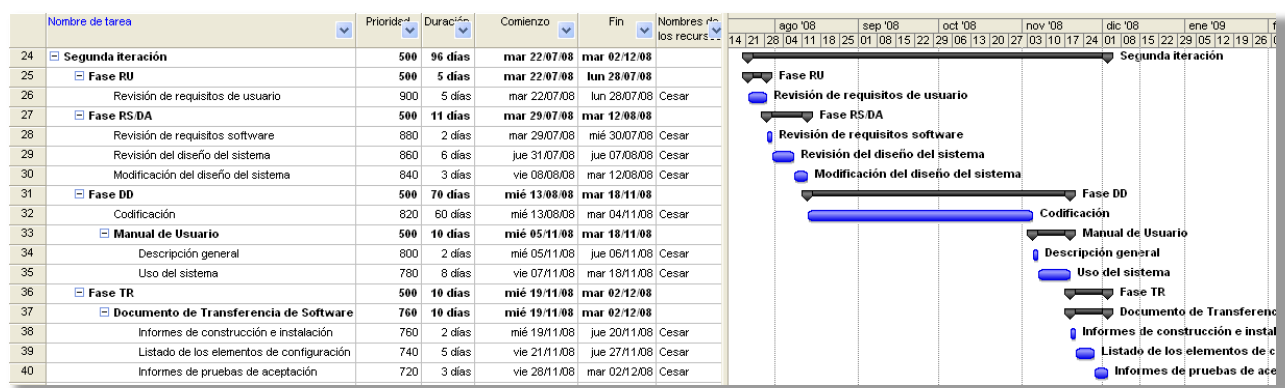 Nombre de tarea Prioridad Duración Comienzo Fin Nombres de los recurs ago '08 sep '08 oct '08 nov '08 dic '08 ene '09
14 21 28 04 11 18 25 01 08 15 22 29 06 13 20 27 03 10 17 24 01 08 15 22 29 05 12 19 26
24 Segunda iteración 500 96 días mar 22/07/08 mar 02/12/08 Segunda iteración
25 Fase RU 500 5 días mar 22/07/08 lun 28/07/08 Fase RU
26 Revisión de requisitos de usuario 900 5 días mar 22/07/08 lun 28/07/08 Cesar Revisión de requisitos de usuario
27 Fase RS/DA 500 11 días mar 29/07/08 mar 12/08/08 Fase RS/DA
28 Revisión de requisitos software 880 2 días mar 29/07/08 mié 30/07/08 Cesar Revisión de requisitos software
29 Revisión del diseño del sistema 860 6 días jue 31/07/08 jue 07/08/08 Cesar Revisión del diseño del sistema
30 Modificación del diseño del sistema 840 3 días vie 08/08/08 mar 12/08/08 Cesar Modificación del diseño del sistema
31 Fase DD 500 70 días mié 13/08/08 mar 18/11/08 Fase DD
32 Codificación 820 60 días mié 13/08/08 mar 04/11/08 Cesar Codificación
33 Manual de Usuario 500 10 días mié 05/11/08 mar 18/11/08 Manual de Usuario
34 Descripción general 800 2 días mié 05/11/08 jue 06/11/08 Cesar Descripción general
35 Uso del sistema 780 8 días vie 07/11/08 mar 18/11/08 Cesar Uso del sistema
36 Fase TR 500 10 días mié 19/11/08 mar 02/12/08 Fase TR
37 Documento de Transferencia de Software 760 10 días mié 19/11/08 mar 02/12/08 Documento de Transferenc
38 Informes de construcción e instalación 760 2 días mié 19/11/08 jue 20/11/08 Cesar Informes de construcción e instal
39 Listado de los elementos de configuración 740 5 días vie 21/11/08 jue 27/11/08 Cesar Listado de los elementos de c
40 Informes de pruebas de aceptación 720 3 días vie 28/11/08 mar 02/12/08 Cesar Informes de pruebas de ace